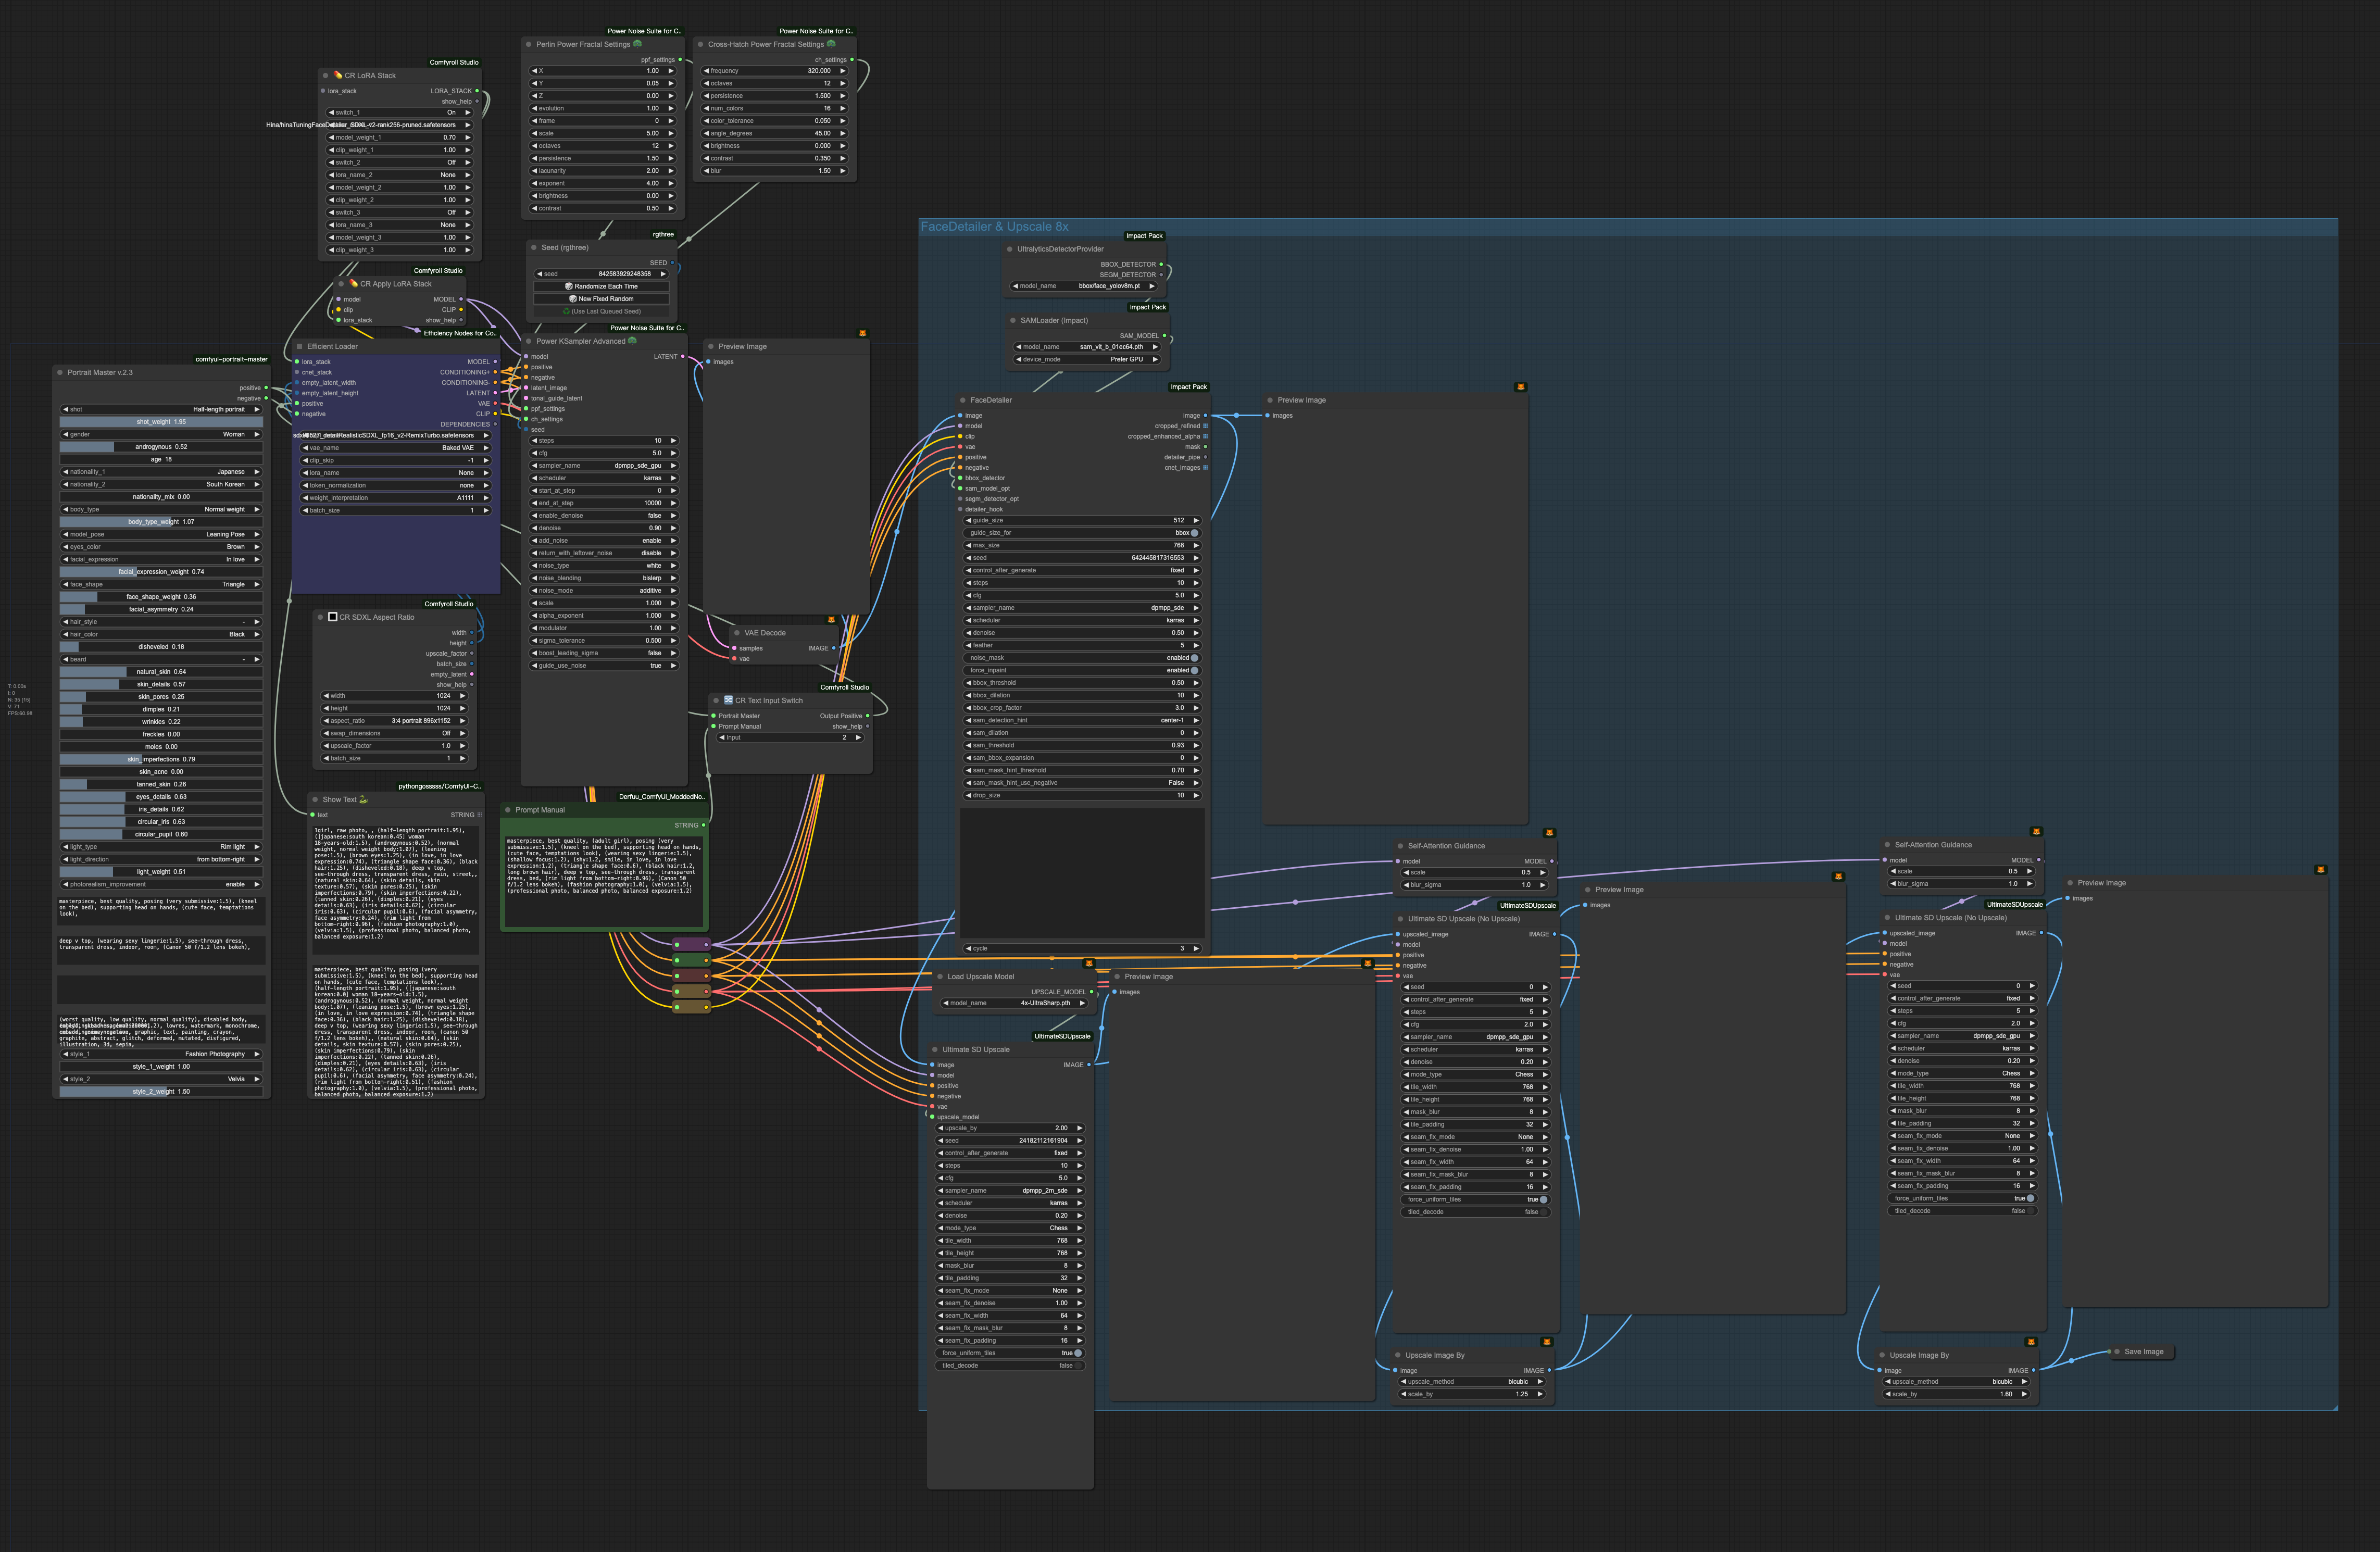 Power Noise Suite for C..
Perlin Power Fractal Settings
ppf_settings
X 1.00
Y 0.05
Z 0.00
evolution 1.00
frame 0
scale 5.00
octaves 12
persistence 1.50
lacunarity 2.00
exponent 4.00
brightness 0.00
contrast 0.50
Power Noise Suite for C..
Cross-Hatch Power Fractal Settings
ch_settings
frequency 320.000
octaves 12
persistence 1.500
num_colors 16
color_tolerance 0.050
angle_degrees 45.00
brightness 0.000
contrast 0.350
blur 1.50
Comfyroll Studio
CR LoRA Stack
lora_stack LORA_STACK
show_help
switch_1 On
model_weight_1 0.70
clip_weight_1 1.00
switch_2 Off
lora_name_2 None
model_weight_2 1.00
clip_weight_2 1.00
switch_3 Off
lora_name_3 None
model_weight_3 1.00
clip_weight_3 1.00
rgthree
Seed (rgthree)
SEED
seed 842583929248358
Randomize Each Time
New Fixed Random
(Use Last Queued Seed)
Comfyroll Studio
CR Apply LoRA Stack
model MODEL
clip CLIP
lora_stack show_help
Efficiency Nodes for Co..
Efficient Loader
lora_stack MODEL
cnet_stack CONDITIONING+
empty_latent_width CONDITIONING-
empty_latent_height LATENT
positive VAE
negative CLIP
DEPENDENCIES
vae_name Baked VAE
clip_skip -1
lora_name None
token_normalization none
weight_interpretation A1111
batch_size 1
Power Noise Suite for C..
Power KSampler Advanced
model LATENT
positive
negative
latent_image
tonal_guide_latent
ppf_settings
ch_settings
seed
steps 10
cfg 5.0
sampler_name dpmpp_sde_gpu
scheduler karras
start_at_step 0
end_at_step 10000
enable_denoise false
denoise 0.90
add_noise enable
return_with_leftover_noise disable
noise_type white
noise_blending bislerp
noise_mode additive
scale 1.000
alpha_exponent 1.000
modulator 1.00
sigma_tolerance 0.500
boost_leading_sigma false
guide_use_noise true
Preview Image
images
comfyui-portrait-master
Portrait Master v.2.3
positive
negative
shot Half-length portrait
shot_weight 1.95
gender Woman
androgynous 0.52
age 18
nationality_1 Japanese
nationality_2 South Korean
nationality_mix 0.00
body_type Normal weight
body_type_weight 1.07
model_pose Leaning Pose
eyes_color Brown
facial_expression In love
facial_expression_weight 0.74
face_shape Triangle
face_shape_weight 0.36
facial_asymmetry 0.24
hair_style -
hair_color Black
disheveled 0.18
beard -
natural_skin 0.64
skin_details 0.57
skin_pores 0.25
dimples 0.21
wrinkles 0.22
freckles 0.00
moles 0.00
skin_imperfections 0.79
skin_acne 0.00
tanned_skin 0.26
eyes_details 0.63
iris_details 0.62
circular_iris 0.63
circular_pupil 0.60
light_type Rim light
light_direction from bottom-right
light_weight 0.51
photorealism_improvement enable
masterpiece, best quality, posing (very submissive:1.5), (kneel
on the bed), supporting head on hands, (cute face, temptations
look),
deep v top, (wearing sexy lingerie:1.5), see-through dress,
transparent dress, indoor, room, (Canon 50 f/1.2 lens bokeh),
(worst quality, low quality, normal quality), disabled body,
graphite, abstract, glitch, deformed, mutated, disfigured,
illustration, 3d, sepia,
style_1 Fashion Photography
style_1_weight 1.00
style_2 Velvia
style_2_weight 1.50
Comfyroll Studio
CR SDXL Aspect Ratio
width
height
upscale_factor
batch_size
empty_latent
show_help
width 1024
height 1024
aspect_ratio 3:4 portrait 896x1152
swap_dimensions Off
upscale_factor 1.0
batch_size 1
pythongosssss/ComfyUI-C..
Show Text
text STRING
1girl, raw photo, , (half-length portrait:1.95),
([japanese:south korean:0.45] woman
18-years-old:1.5), (androgynous:0.52), (normal
weight, normal weight body:1.07), (leaning
pose:1.5), (brown eyes:1.25), (in love, in love
expression:0.74), (triangle shape face:0.36), (black
hair:1.25), (disheveled:0.18), deep v top,
see-through dress, transparent dress, rain, street,,
(natural skin:0.64), (skin details, skin
texture:0.57), (skin pores:0.25), (skin
imperfections:0.79), (skin imperfections:0.22),
(tanned skin:0.26), (dimples:0.21), (eyes
details:0.63), (iris details:0.62), (circular
iris:0.63), (circular pupil:0.6), (facial asymmetry,
face asymmetry:0.24), (rim light from
bottom-right:0.96), (fashion photography:1.0),
(velvia:1.5), (professional photo, balanced photo,
balanced exposure:1.2)
masterpiece, best quality, posing (very
submissive:1.5), (kneel on the bed), supporting head
on hands, (cute face, temptations look),,
(half-length portrait:1.95), ([japanese:south
korean:0.0] woman 18-years-old:1.5),
(androgynous:0.52), (normal weight, normal weight
body:1.07), (leaning pose:1.5), (brown eyes:1.25),
(in love, in love expression:0.74), (triangle shape
face:0.36), (black hair:1.25), (disheveled:0.18),
deep v top, (wearing sexy lingerie:1.5), see-through
dress, transparent dress, indoor, room, (canon 50
f/1.2 lens bokeh),, (natural skin:0.64), (skin
details, skin texture:0.57), (skin pores:0.25),
(skin imperfections:0.79), (skin
imperfections:0.22), (tanned skin:0.26),
(dimples:0.21), (eyes details:0.63), (iris
details:0.62), (circular iris:0.63), (circular
pupil:0.6), (facial asymmetry, face asymmetry:0.24),
(rim light from bottom-right:0.51), (fashion
photography:1.0), (velvia:1.5), (professional photo,
balanced photo, balanced exposure:1.2)
VAE Decode
samples IMAGE
vae
Comfyroll Studio
CR Text Input Switch
Portrait Master Output Positive
Prompt Manual show_help
Input 2
Derfuu_ComfyUI_ModdedNo..
Prompt Manual
STRING
masterpiece, best quality, (adult girl), posing (very
submissive:1.5), (kneel on the bed), supporting head on hands,
(shallow focus:1.2), (shy:1.2, smile, in love, in love
expression:1.2), (triangle shape face:0.6), (black hair:1.2,
long brown hair), deep v top, see-through dress, transparent
dress, bed, (rim light from bottom-right:0.96), (Canon 50
f/1.2 lens bokeh), (fashion photography:1.0), (velvia:1.5),
(professional photo, balanced photo, balanced exposure:1.2)
T: 0.00s
I: 0
N: 35 [19]
V: 71
FaceDetailer & Upscale 8x
Impact Pack
UltralyticsDetectorProvider
BBOX_DETECTOR
SEGM_DETECTOR
model_name bbox/face_yolov8m.pt
Impact Pack
SAMLoader (Impact)
SAM_MODEL
model_name sam_vit_b_01ec64.pth
device_mode Prefer GPU
Impact Pack
FaceDetailer
image image
model cropped_refined
clip cropped_enhanced_alpha
vae mask
positive detailer_pipe
negative cnet_images
bbox_detector
sam_model_opt
segm_detector_opt
detailer_hook
guide_size 512
guide_size_for bbox
max_size 768
seed 642445817316553
control_after_generate fixed
steps 10
cfg 5.0
sampler_name dpmpp_sde
scheduler karras
denoise 0.50
feather 5
noise_mask enabled
force_inpaint enabled
bbox_threshold 0.50
bbox_dilation 10
bbox_crop_factor 3.0
sam_detection_hint center-1
sam_dilation 0
sam_threshold 0.93
sam_bbox_expansion 0
sam_mask_hint_threshold 0.70
sam_mask_hint_use_negative False
drop_size 10
cycle 3
Preview Image
images
Load Upscale Model
UPSCALE_MODEL
model_name 4x-UltraSharp.pth
Preview Image
images
UltimateSDUpscale
Ultimate SD Upscale
image IMAGE
model
positive
negative
vae
upscale_model
upscale_by 2.00
seed 24182112161904
control_after_generate fixed
steps 10
cfg 5.0
sampler_name dpmpp_2m_sde
scheduler karras
denoise 0.20
mode_type Chess
tile_width 768
tile_height 768
mask_blur 8
tile_padding 32
seam_fix_mode None
seam_fix_denoise 1.00
seam_fix_width 64
seam_fix_mask_blur 8
seam_fix_padding 16
force_uniform_tiles true
tiled_decode false
Self-Attention Guidance
model MODEL
scale 0.5
blur_sigma 1.0
UltimateSDUpscale
Ultimate SD Upscale (No Upscale)
upscaled_image IMAGE
model
positive
negative
vae
seed 0
control_after_generate fixed
steps 5
cfg 2.0
sampler_name dpmpp_sde_gpu
scheduler karras
denoise 0.20
mode_type Chess
tile_width 768
tile_height 768
mask_blur 8
tile_padding 32
seam_fix_mode None
seam_fix_denoise 1.00
seam_fix_width 64
seam_fix_mask_blur 8
seam_fix_padding 16
force_uniform_tiles true
tiled_decode false
Upscale Image By
image IMAGE
upscale_method bicubic
scale_by 1.25
Preview Image
images
Self-Attention Guidance
model MODEL
scale 0.5
blur_sigma 1.0
UltimateSDUpscale
Ultimate SD Upscale (No Upscale)
upscaled_image IMAGE
model
positive
negative
vae
seed 0
control_after_generate fixed
steps 5
cfg 2.0
sampler_name dpmpp_sde_gpu
scheduler karras
denoise 0.20
mode_type Chess
tile_width 768
tile_height 768
mask_blur 8
tile_padding 32
seam_fix_mode None
seam_fix_denoise 1.00
seam_fix_width 64
seam_fix_mask_blur 8
seam_fix_padding 16
force_uniform_tiles true
tiled_decode false
Upscale Image By
image IMAGE
upscale_method bicubic
scale_by 1.60
Preview Image
images
Save Image